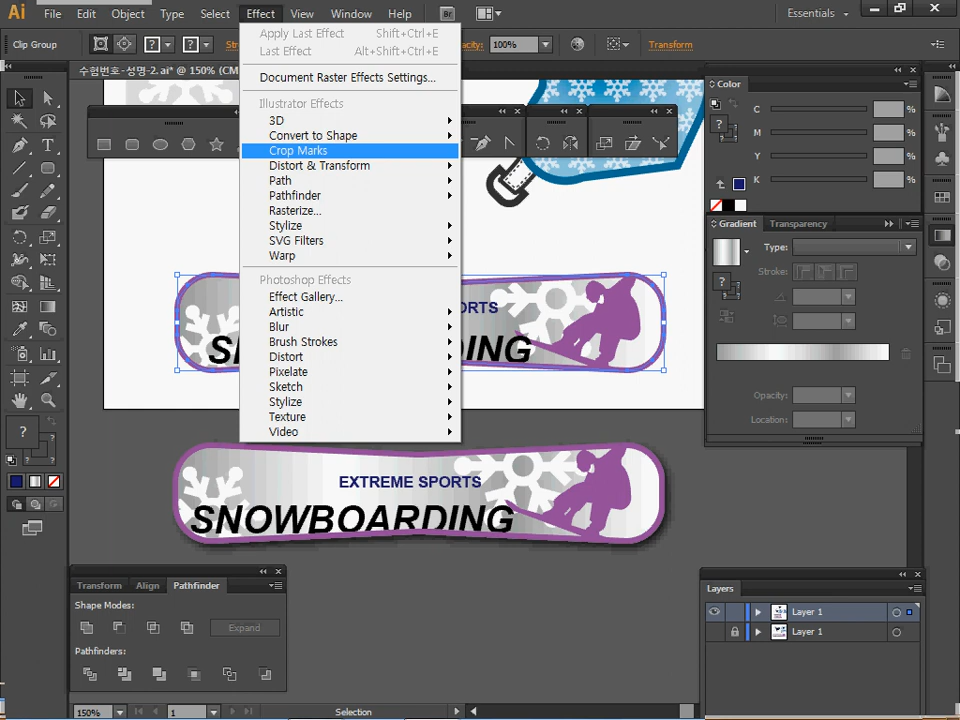 Ai File Edit Object Type Select Effect View Window Help Br Essentials
Clip Group ? ? Str acity: 100% Transform
수험번호-성명-2.ai* @ 150% (CM
Apply Last Effect Shift+Ctrl+E
Last Effect Alt+Shift+Ctrl+E
Document Raster Effects Settings...
Illustrator Effects
3D
Convert to Shape
Crop Marks
Distort & Transform
Path
Pathfinder
Rasterize...
Stylize
SVG Filters
Warp
Photoshop Effects
Effect Gallery...
Artistic
Blur
Brush Strokes
Distort
Pixelate
Sketch
Stylize
Texture
Video
Color
C %
M %
Y %
K %
?
Gradient Transparency
Type:
Stroke:
?
Opacity:
Location:
ORTS
S DING
EXTREME SPORTS
SNOWBOARDING
T
?
?
?
Transform Align Pathfinder
Shape Modes:
Expand
Pathfinders:
Layers
Layer 1
Layer 1
150% 1 Selection